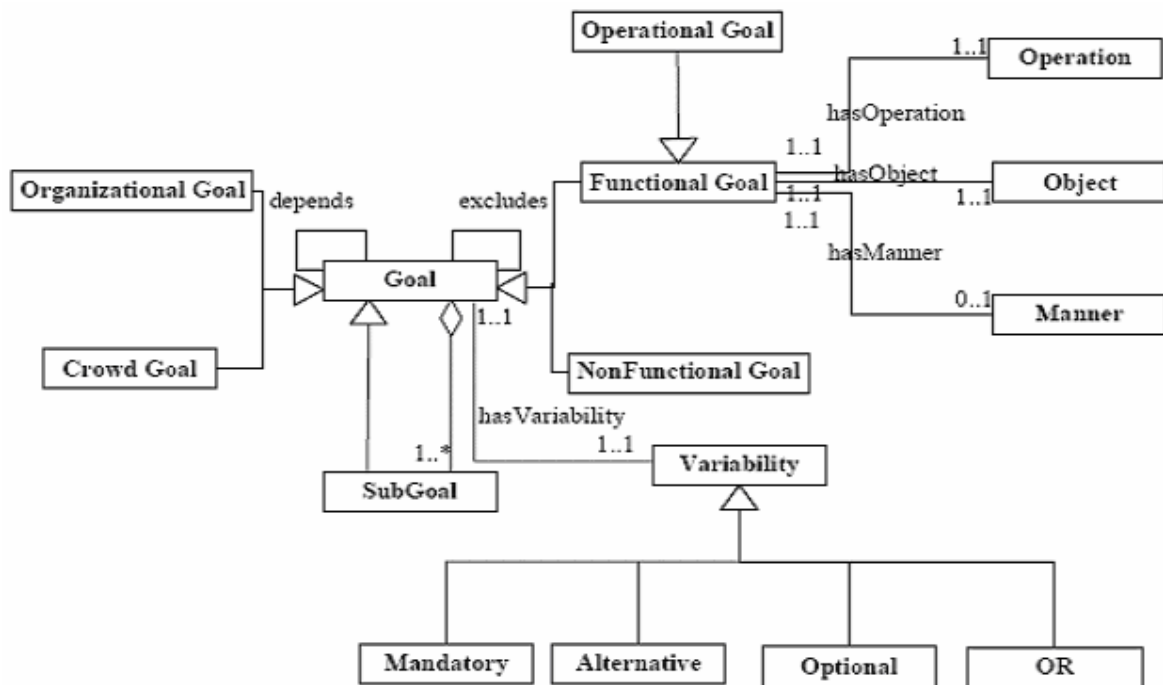 Operational Goal
1..1
Operation
hasOperation
1..1
Organizational Goal
depends
excludes
Functional Goal
hasObject
Object
1..1
1..1
1..1
hasManner
Goal
1..1
0..1
Manner
Crowd Goal
NonFunctional Goal
hasVariability
1..*
1..1
Variability
SubGoal
Mandatory
Alternative
Optional
OR